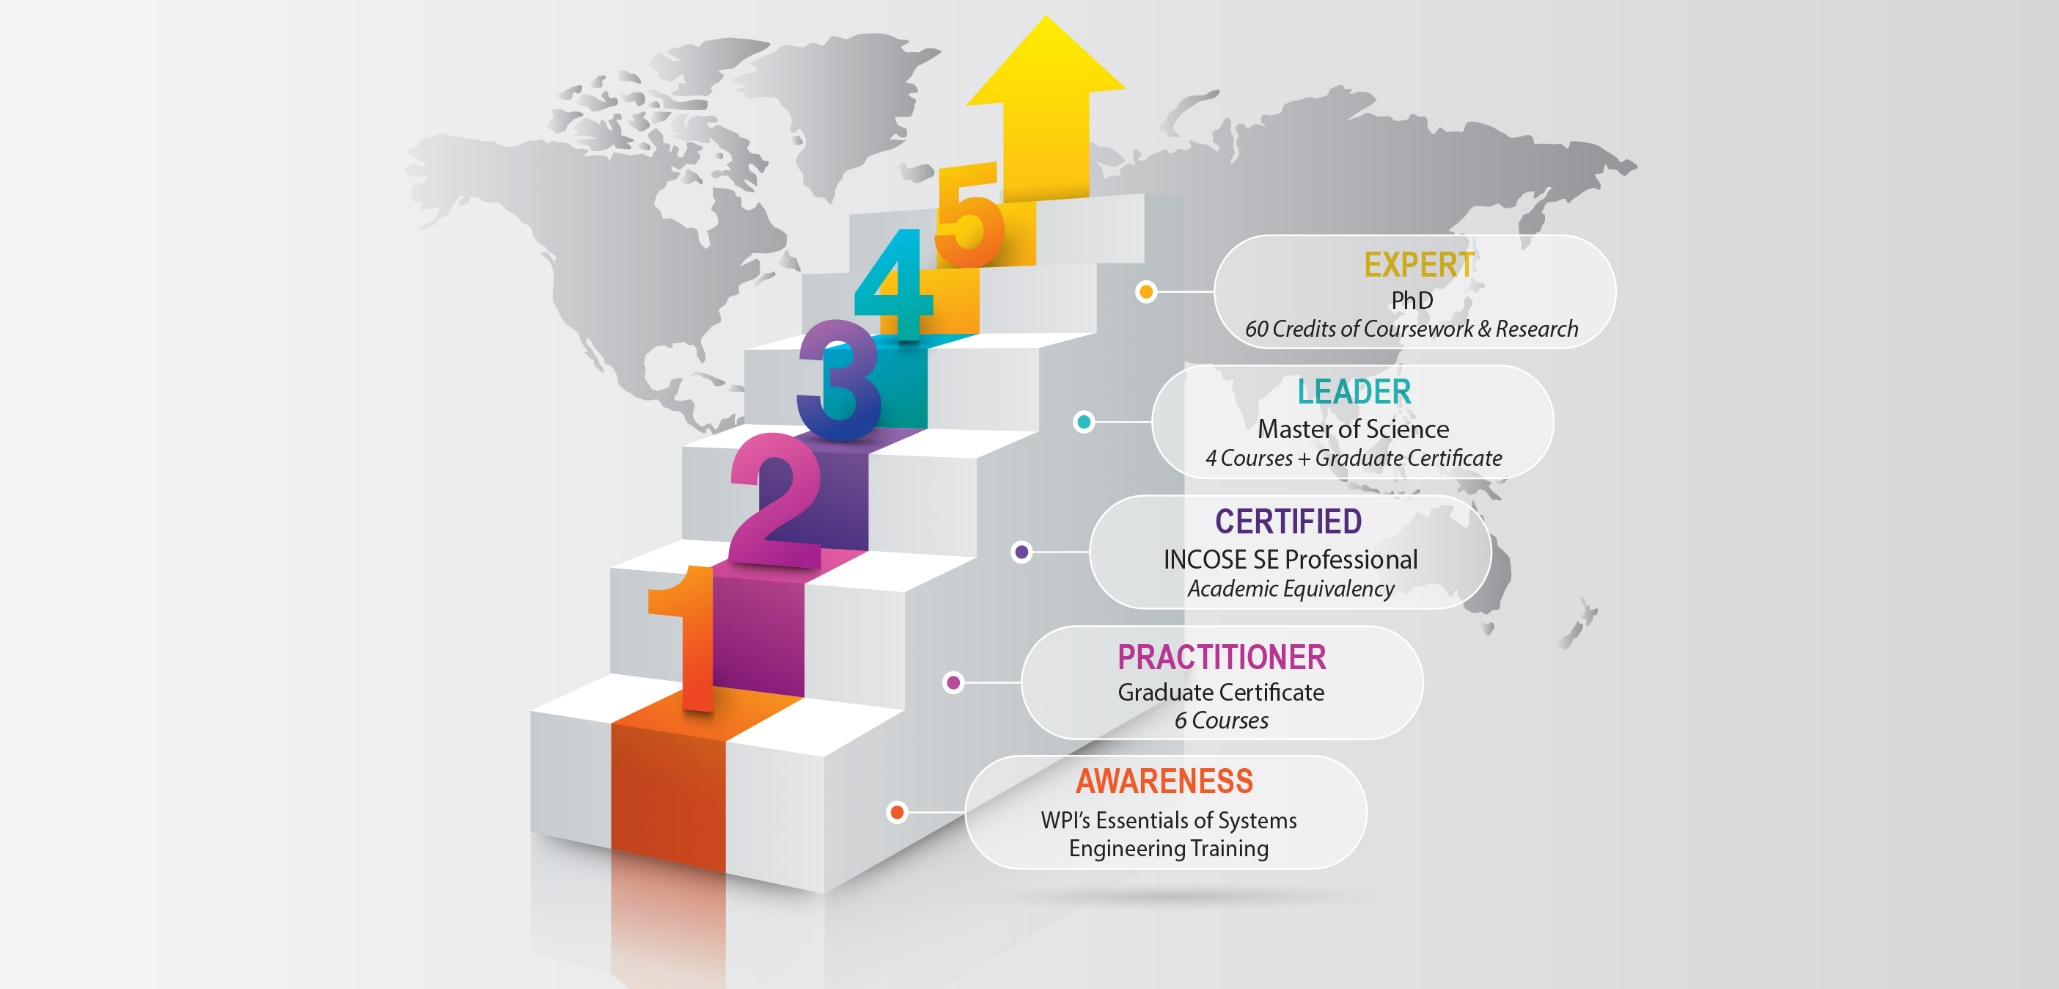 5
4
3
2
1
EXPERT
PhD
60 Credits of Coursework & Research
LEADER
Master of Science
4 Courses + Graduate Certificate
CERTIFIED
INCOSE SE Professional
Academic Equivalency
PRACTITIONER
Graduate Certificate
6 Courses
AWARENESS
WPI's Essentials of Systems
Engineering Training